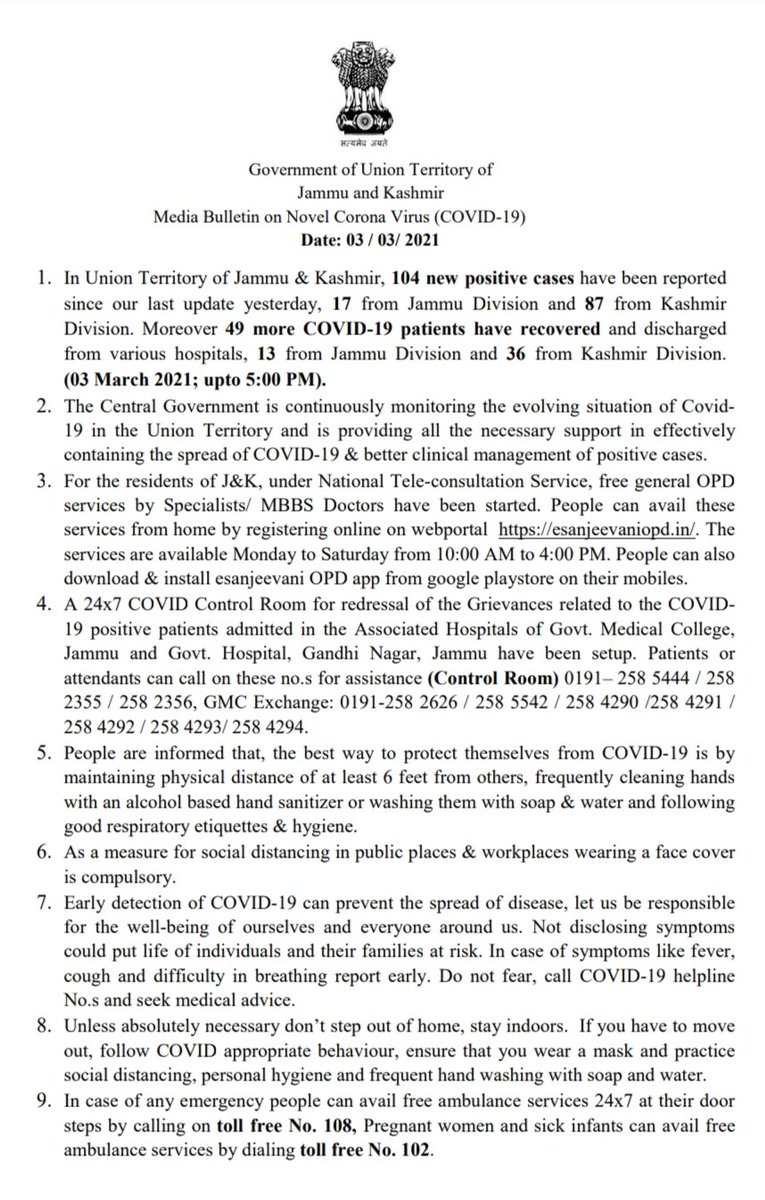 सत्यमेव जयते
Government of Union Territory of
Jammu and Kashmir
Media Bulletin on Novel Corona Virus (COVID-19)
Date: 03 / 03/ 2021
1. In Union Territory of Jammu & Kashmir, 104 new positive cases have been reported
since our last update yesterday, 17 from Jammu Division and 87 from Kashmir
Division. Moreover 49 more COVID-19 patients have recovered and discharged
from various hospitals, 13 from Jammu Division and 36 from Kashmir Division.
(03 March 2021; upto 5:00 PM).
2. The Central Government is continuously monitoring the evolving situation of Covid-
19 in the Union Territory and is providing all the necessary support in effectively
containing the spread of COVID-19 & better clinical management of positive cases.
3. For the residents of J&K, under National Tele-consultation Service, free general OPD
services by Specialists/ MBBS Doctors have been started. People can avail these
services from home by registering online on webportal https://esanjeevaniopd.in/. The
services are available Monday to Saturday from 10:00 AM to 4:00 PM. People can also
download & install esanjeevani OPD app from google playstore on their mobiles.
4. A 24x7 COVID Control Room for redressal of the Grievances related to the COVID-
19 positive patients admitted in the Associated Hospitals of Govt. Medical College,
Jammu and Govt. Hospital, Gandhi Nagar, Jammu have been setup. Patients or
attendants can call on these no.s for assistance (Control Room) 0191– 258 5444 / 258
2355 / 258 2356, GMC Exchange: 0191-258 2626 / 258 5542 / 258 4290 /258 4291 /
258 4292 / 258 4293/ 258 4294.
5. People are informed that, the best way to protect themselves from COVID-19 is by
maintaining physical distance of at least 6 feet from others, frequently cleaning hands
with an alcohol based hand sanitizer or washing them with soap & water and following
good respiratory etiquettes & hygiene.
6. As a measure for social distancing in public places & workplaces wearing a face cover
is compulsory.
7. Early detection of COVID-19 can prevent the spread of disease, let us be responsible
for the well-being of ourselves and everyone around us. Not disclosing symptoms
could put life of individuals and their families at risk. In case of symptoms like fever,
cough and difficulty in breathing report early. Do not fear, call COVID-19 helpline
No.s and seek medical advice.
8. Unless absolutely necessary don’t step out of home, stay indoors. If you have to move
out, follow COVID appropriate behaviour, ensure that you wear a mask and practice
social distancing, personal hygiene and frequent hand washing with soap and water.
9. In case of any emergency people can avail free ambulance services 24x7 at their door
steps by calling on toll free No. 108, Pregnant women and sick infants can avail free
ambulance services by dialing toll free No. 102.